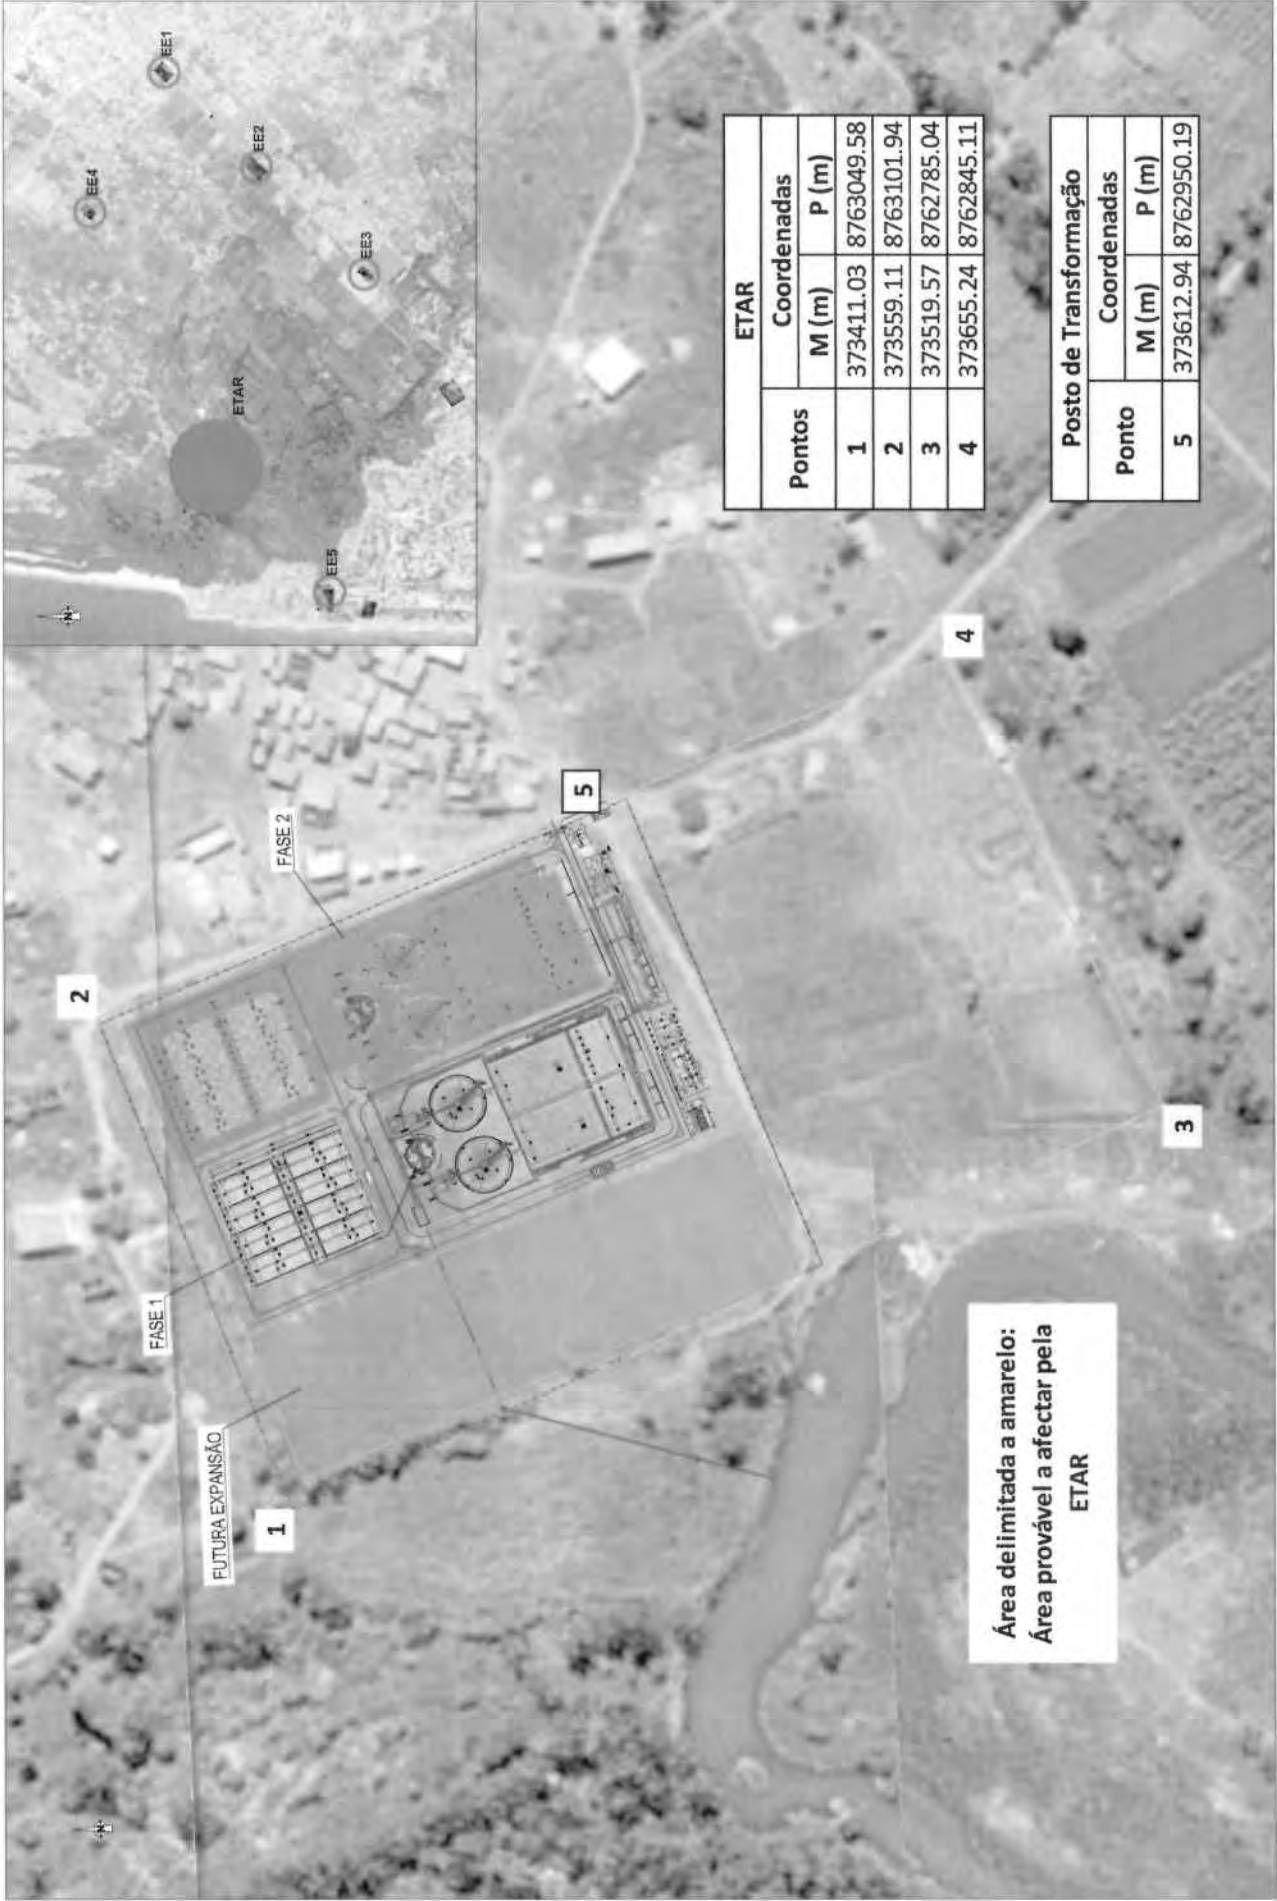 N
EE4
EE1
EE2
EE3
ETAR
EE5
N
2
FASE 2
FASE 1
FUTURA EXPANSÃO
1
5
4
3
ETAR
Pontos Coordenadas
M (m) P (m)
1 373411.03 8763049.58
2 373559.11 8763101.94
3 373519.57 8762785.04
4 373655.24 8762845.11
Posto de Transformação
Ponto Coordenadas
M (m) P (m)
5 373612.94 8762950.19
Área delimitada a amarelo:
Área provável a afectar pela
ETAR